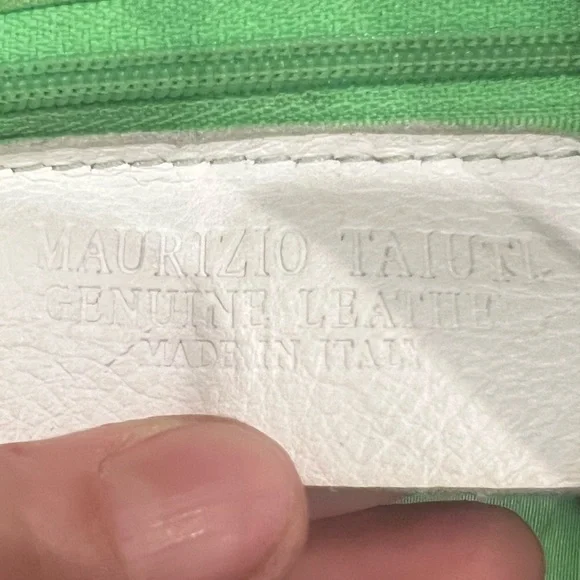 MAURIZIO TAIUTI
GENUINE LEATHE
MADE IN ITALY